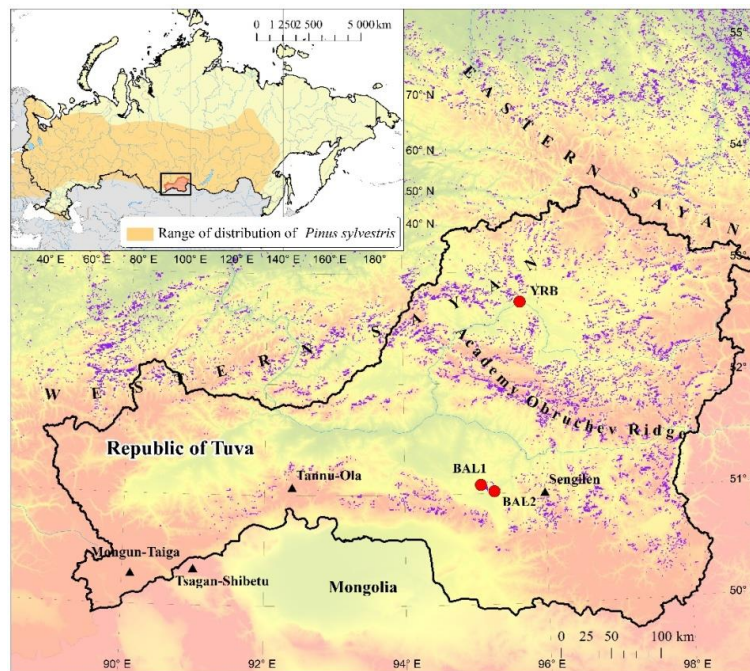 0 1 250 2 500 5 000 km
70° N
60° N
50° N
40° N
Range of distribution of Pinus sylvestris
40° E 60° E 80° E 100° E 120° E 140° E 160° E 180°
55
54
53
52
51
50
EASTERN SAYAN
WESTERN SAYAN
YRB
Academy Obruchev Ridge
Republic of Tuva
Tannu-Ola
BAL1
BAL2
Sengilen
Mongun-Taiga
Tsagan-Shibetu
Mongolia
0 25 50 100 km
90° E 92° E 94° E 96° E 98° E